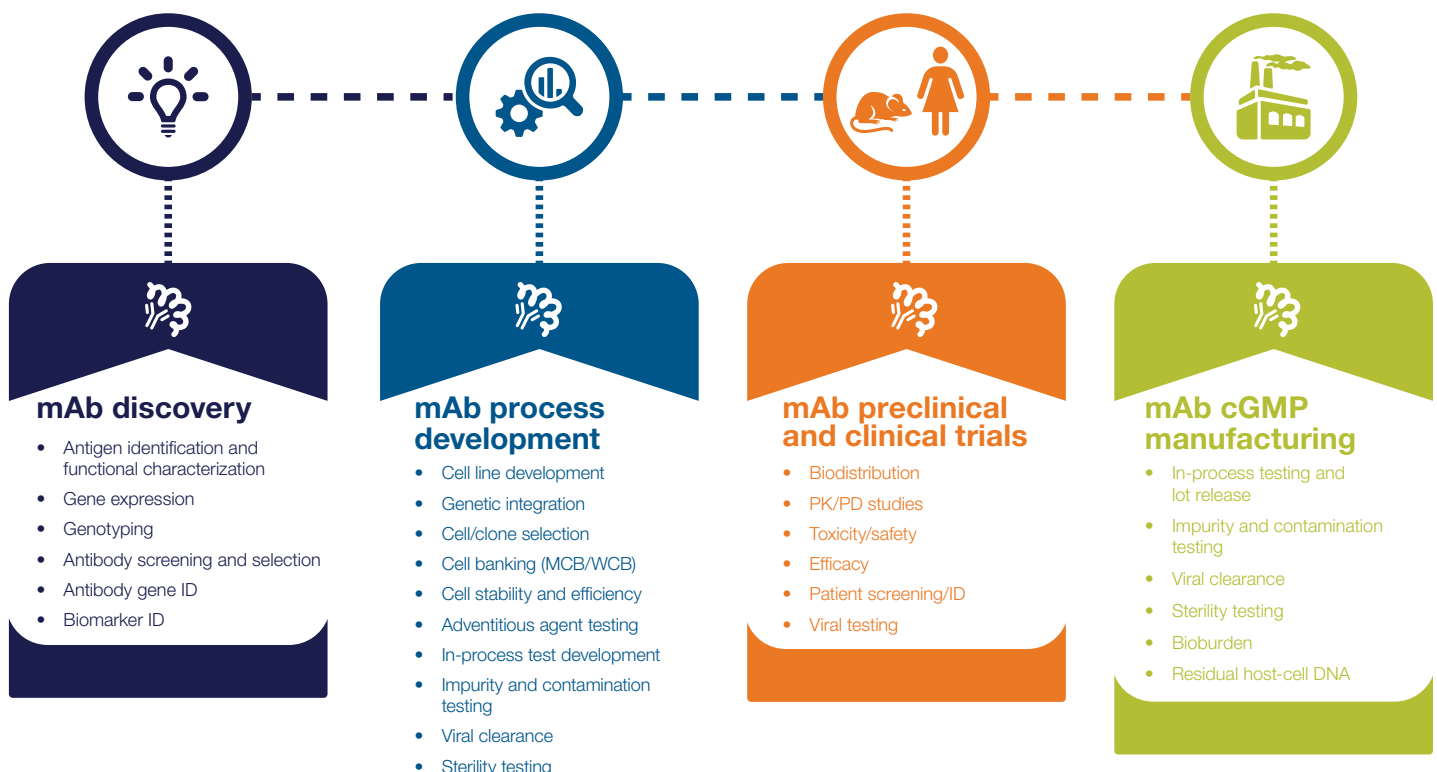 mAb discovery
• Antigen identification and
functional characterization
• Gene expression
• Genotyping
• Antibody screening and selection
• Antibody gene ID
• Biomarker ID
mAb process
development
• Cell line development
• Genetic integration
• Cell/clone selection
• Cell banking (MCB/WCB)
• Cell stability and efficiency
• Adventitious agent testing
• In-process test development
• Impurity and contamination
testing
• Viral clearance
• Sterility testing
mAb preclinical
and clinical trials
• Biodistribution
• PK/PD studies
• Toxicity/safety
• Efficacy
• Patient screening/ID
• Viral testing
mAb cGMP
manufacturing
• In-process testing and
lot release
• Impurity and contamination
testing
• Viral clearance
• Sterility testing
• Bioburden
• Residual host-cell DNA